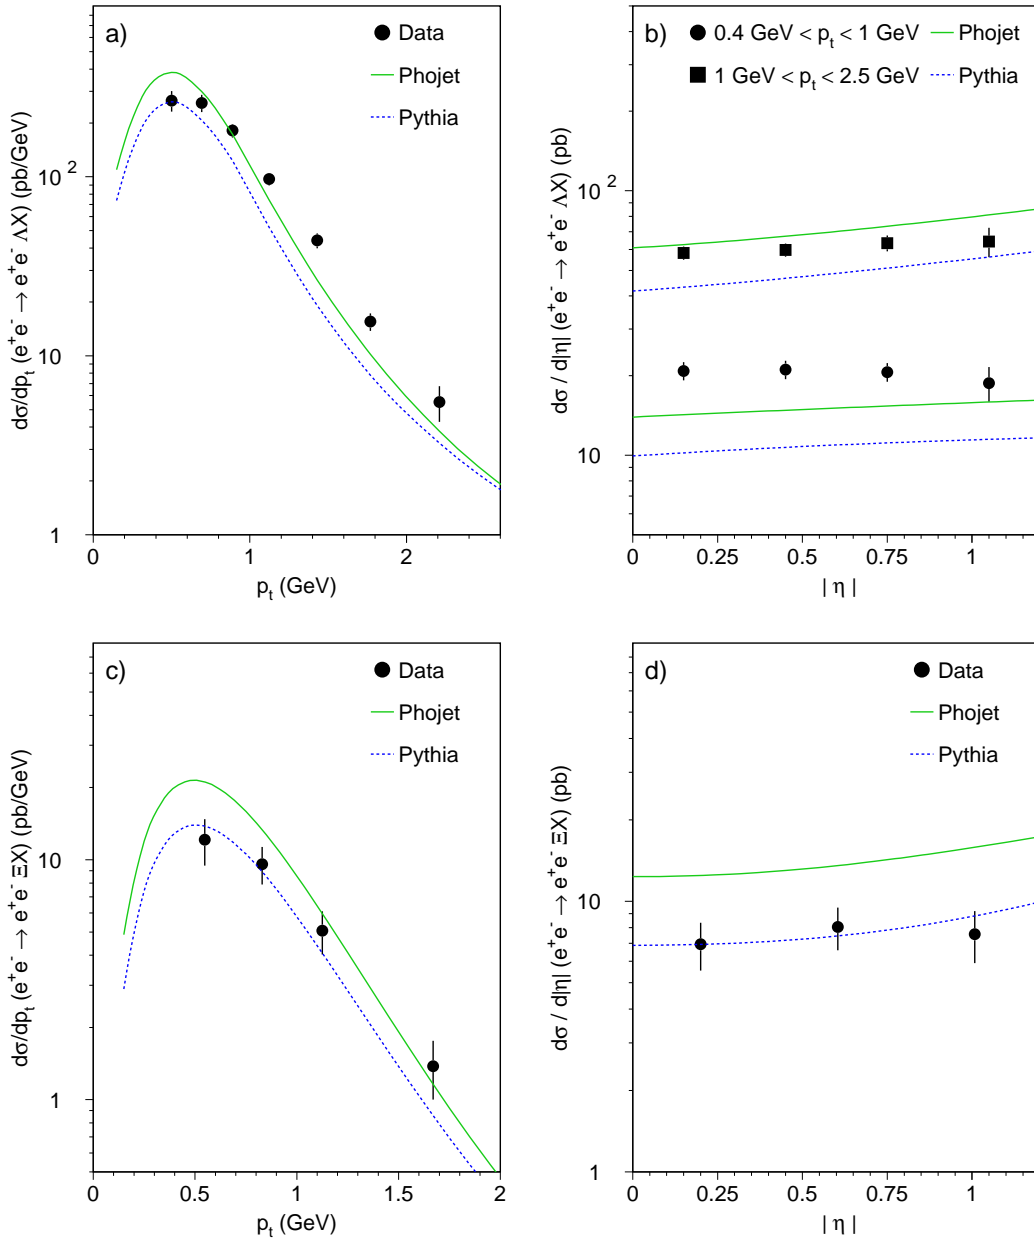 a)
Data
Phojet
Pythia
dσ/dpt (e+e- → e+e- ΛX) (pb/GeV)
10 2
10
1
0 1 2
pt (GeV)
b)
0.4 GeV < pt < 1 GeV Phojet
1 GeV < pt < 2.5 GeV Pythia
dσ / d|η| (e+e- → e+e- ΛX) (pb)
10 2
10
0 0.25 0.5 0.75 1
| η |
c)
Data
Phojet
Pythia
dσ/dpt (e+e- → e+e- ΞX) (pb/GeV)
10
1
0 0.5 1 1.5 2
pt (GeV)
d)
Data
Phojet
Pythia
dσ / d|η| (e+e- → e+e- ΞX) (pb)
10
1
0 0.25 0.5 0.75 1
| η |